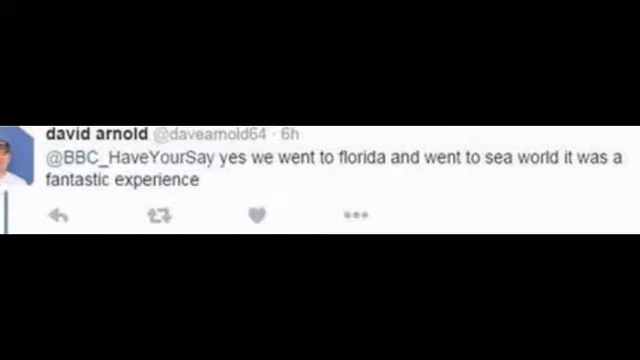 david arnold @davearnold64 · 6h
@BBC_HaveYourSay yes we went to florida and went to sea world it was a
fantastic experience